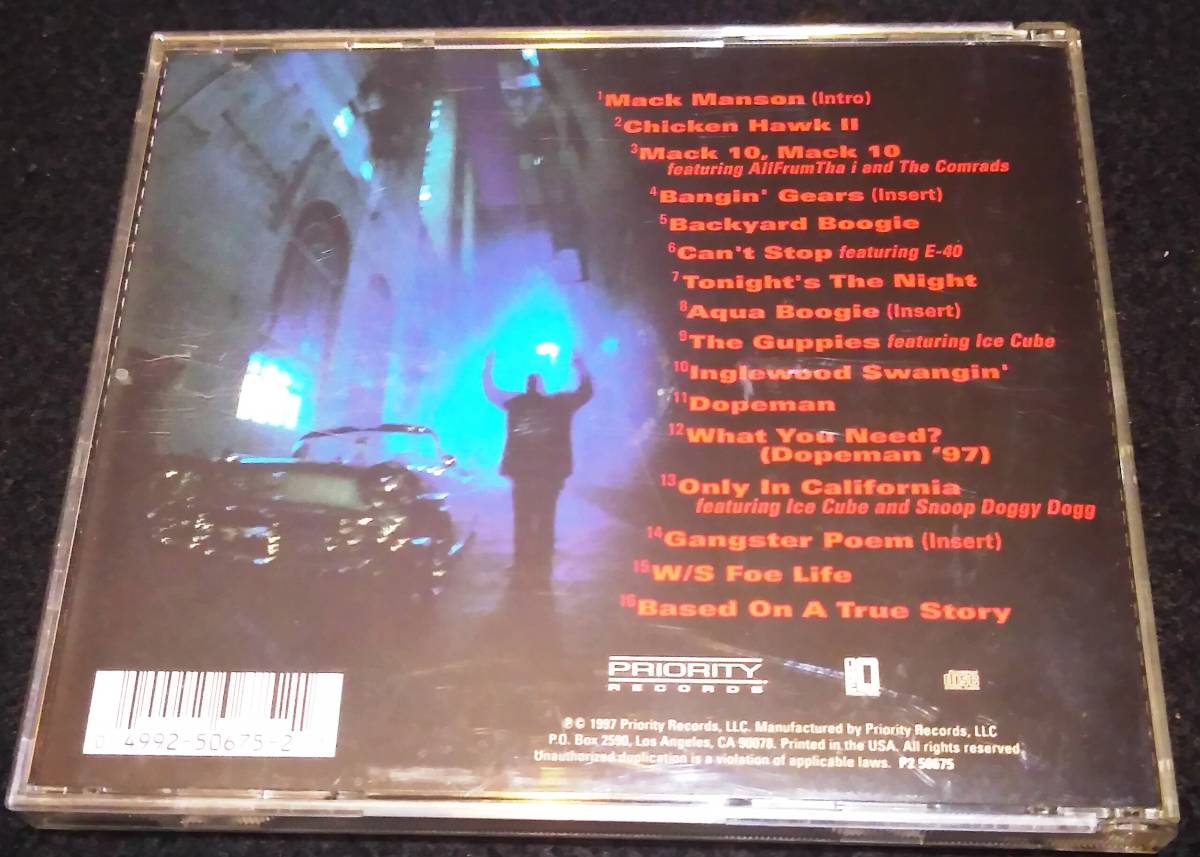 1 Mack Manson (Intro)
2 Chicken Hawk II
3 Mack 10, Mack 10
featuring AllFrumTha i and The Comrads
4 Bangin' Gears (Insert)
5 Backyard Boogie
6 Can't Stop featuring E-40
7 Tonight's The Night
8 Aqua Boogie (Insert)
9 The Guppies featuring Ice Cube
10 Inglewood Swangin'
11 Dopeman
12 What You Need?
(Dopeman '97)
13 Only In California
featuring Ice Cube and Snoop Doggy Dogg
14 Gangster Poem (Insert)
15 W/S Foe Life
16 Based On A True Story
PRIORITY
RECORDS
℗ © 1997 Priority Records, LLC. Manufactured by Priority Records, LLC
P.O. Box 2590, Los Angeles, CA 90078. Printed in the USA. All rights reserved.
Unauthorized duplication is a violation of applicable laws. P2 50675
0 4992-50675-2